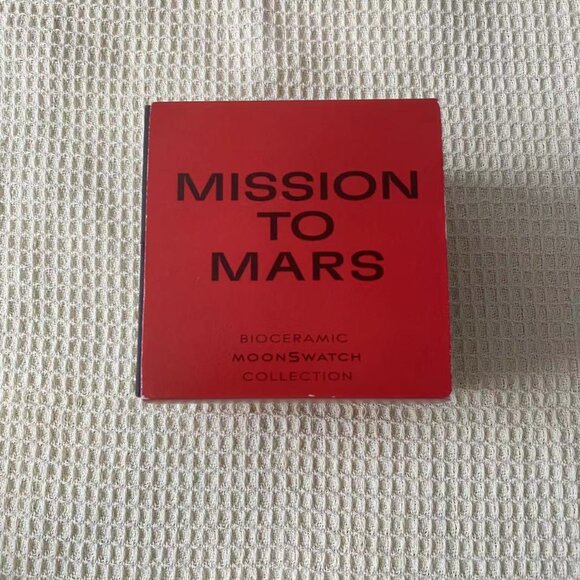 MISSION
TO
MARS
BIOCERAMIC
MOONSWATCH
COLLECTION